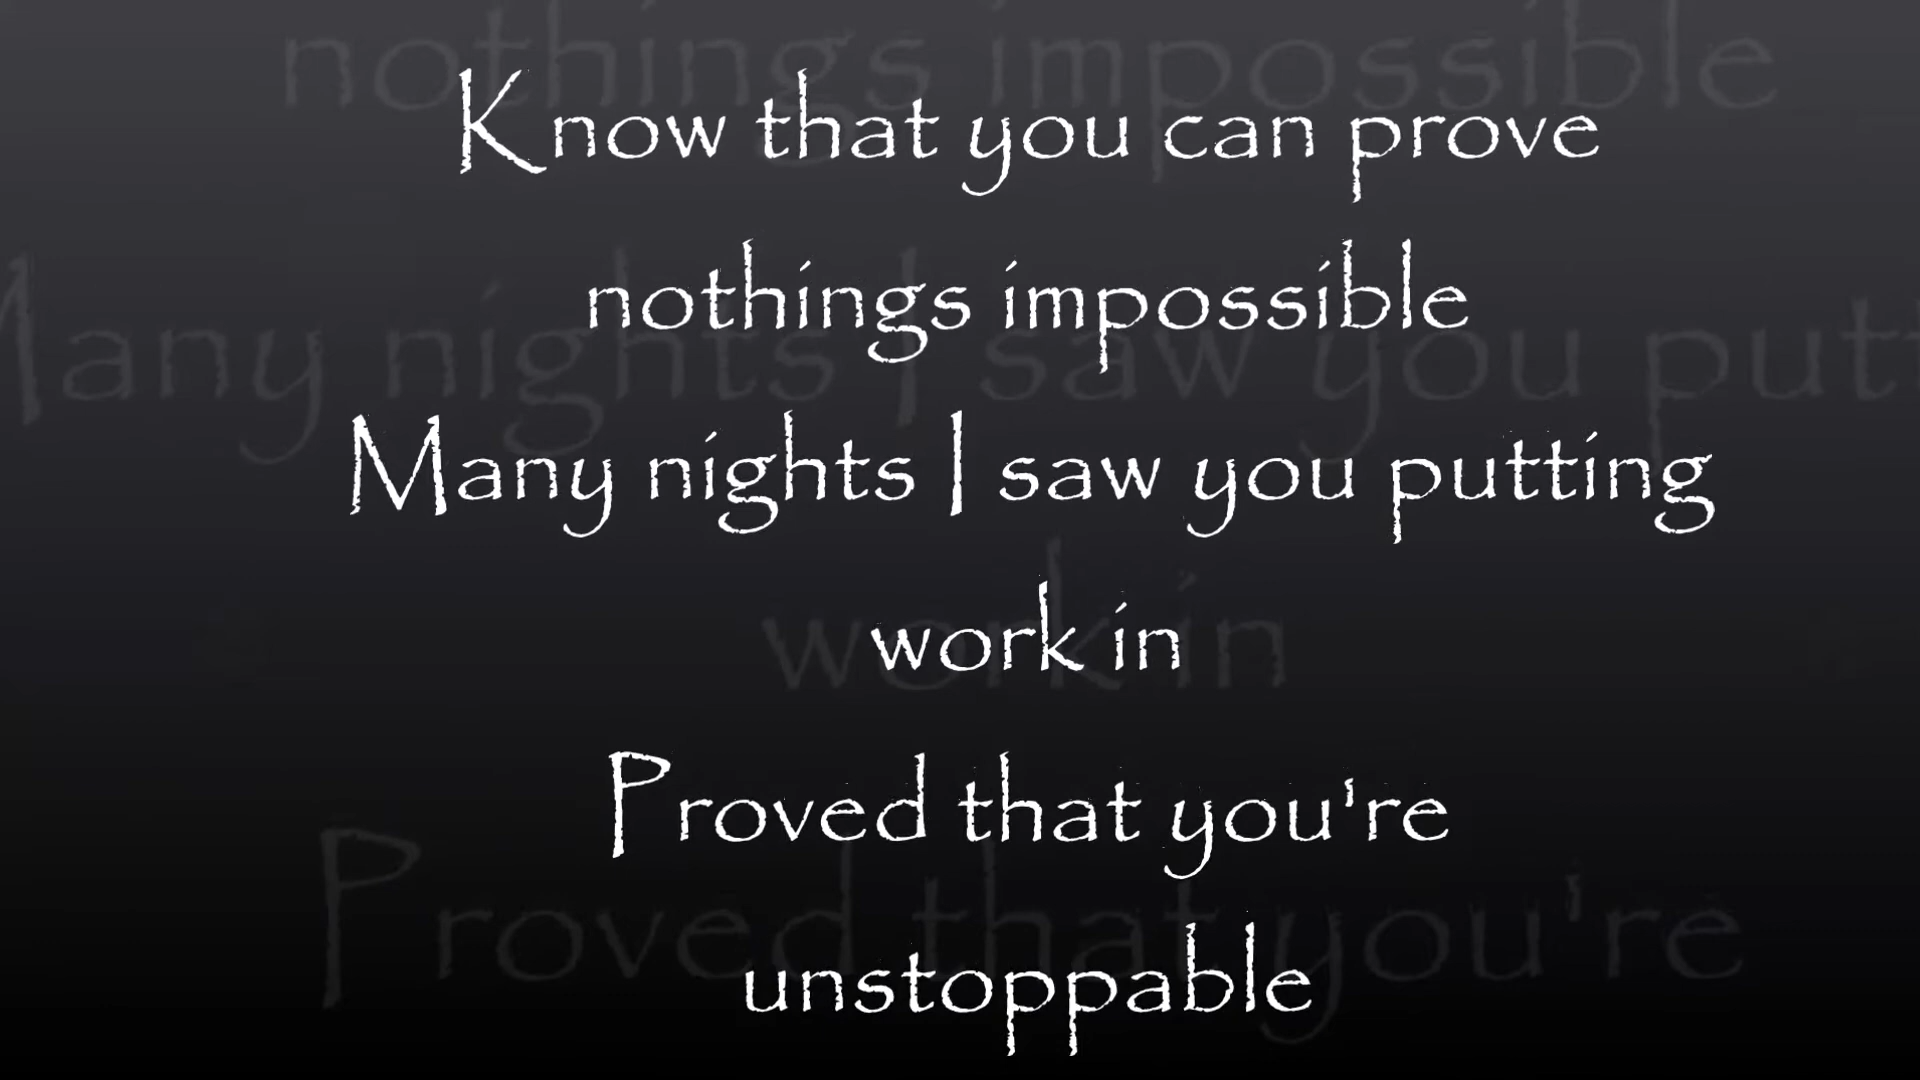 Know that you can prove
nothings impossible
Many nights I saw you putting
work in
Proved that you're
unstoppable